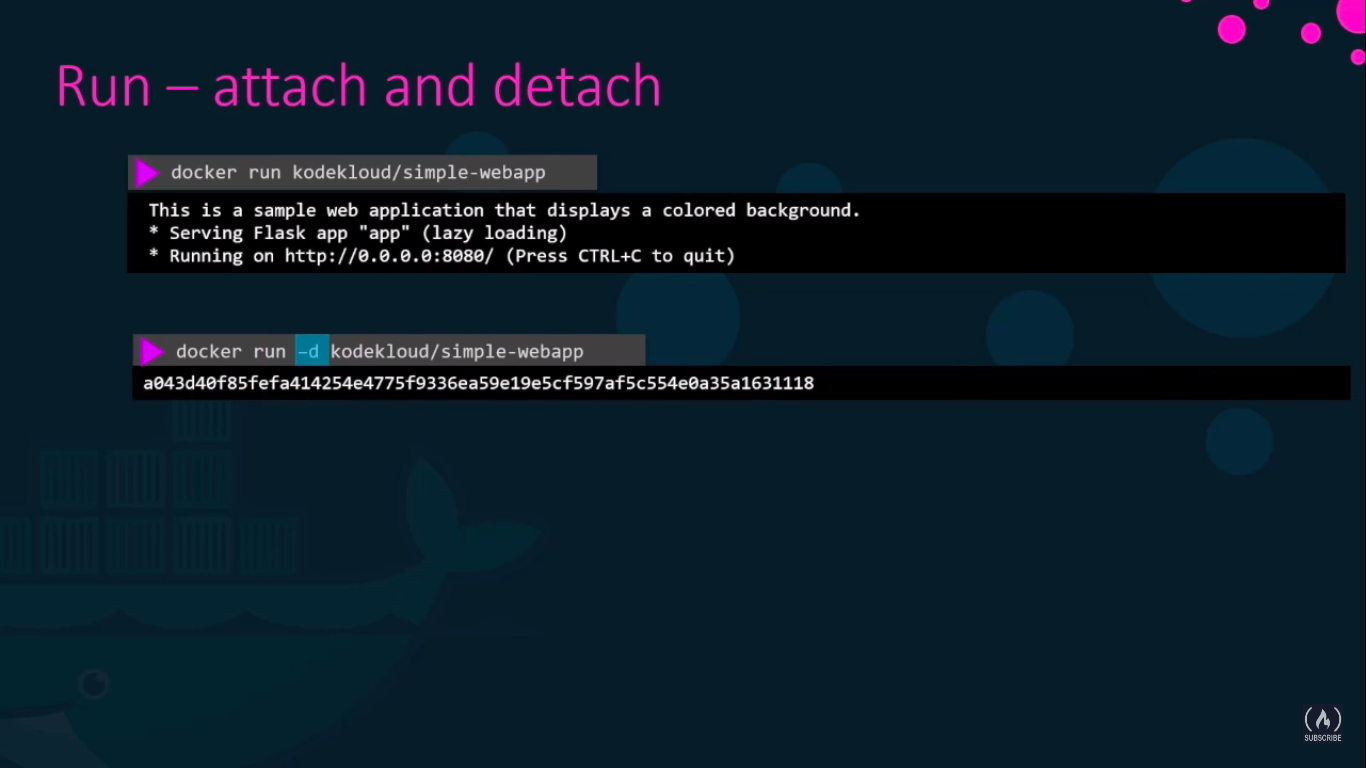 Run – attach and detach
docker run kodekloud/simple-webapp
This is a sample web application that displays a colored background.
* Serving Flask app "app" (lazy loading)
* Running on http://0.0.0.0:8080/ (Press CTRL+C to quit)
docker run –d kodekloud/simple-webapp
a043d40f85fefa414254e4775f9336ea59e19e5cf597af5c554e0a35a1631118
SUBSCRIBE